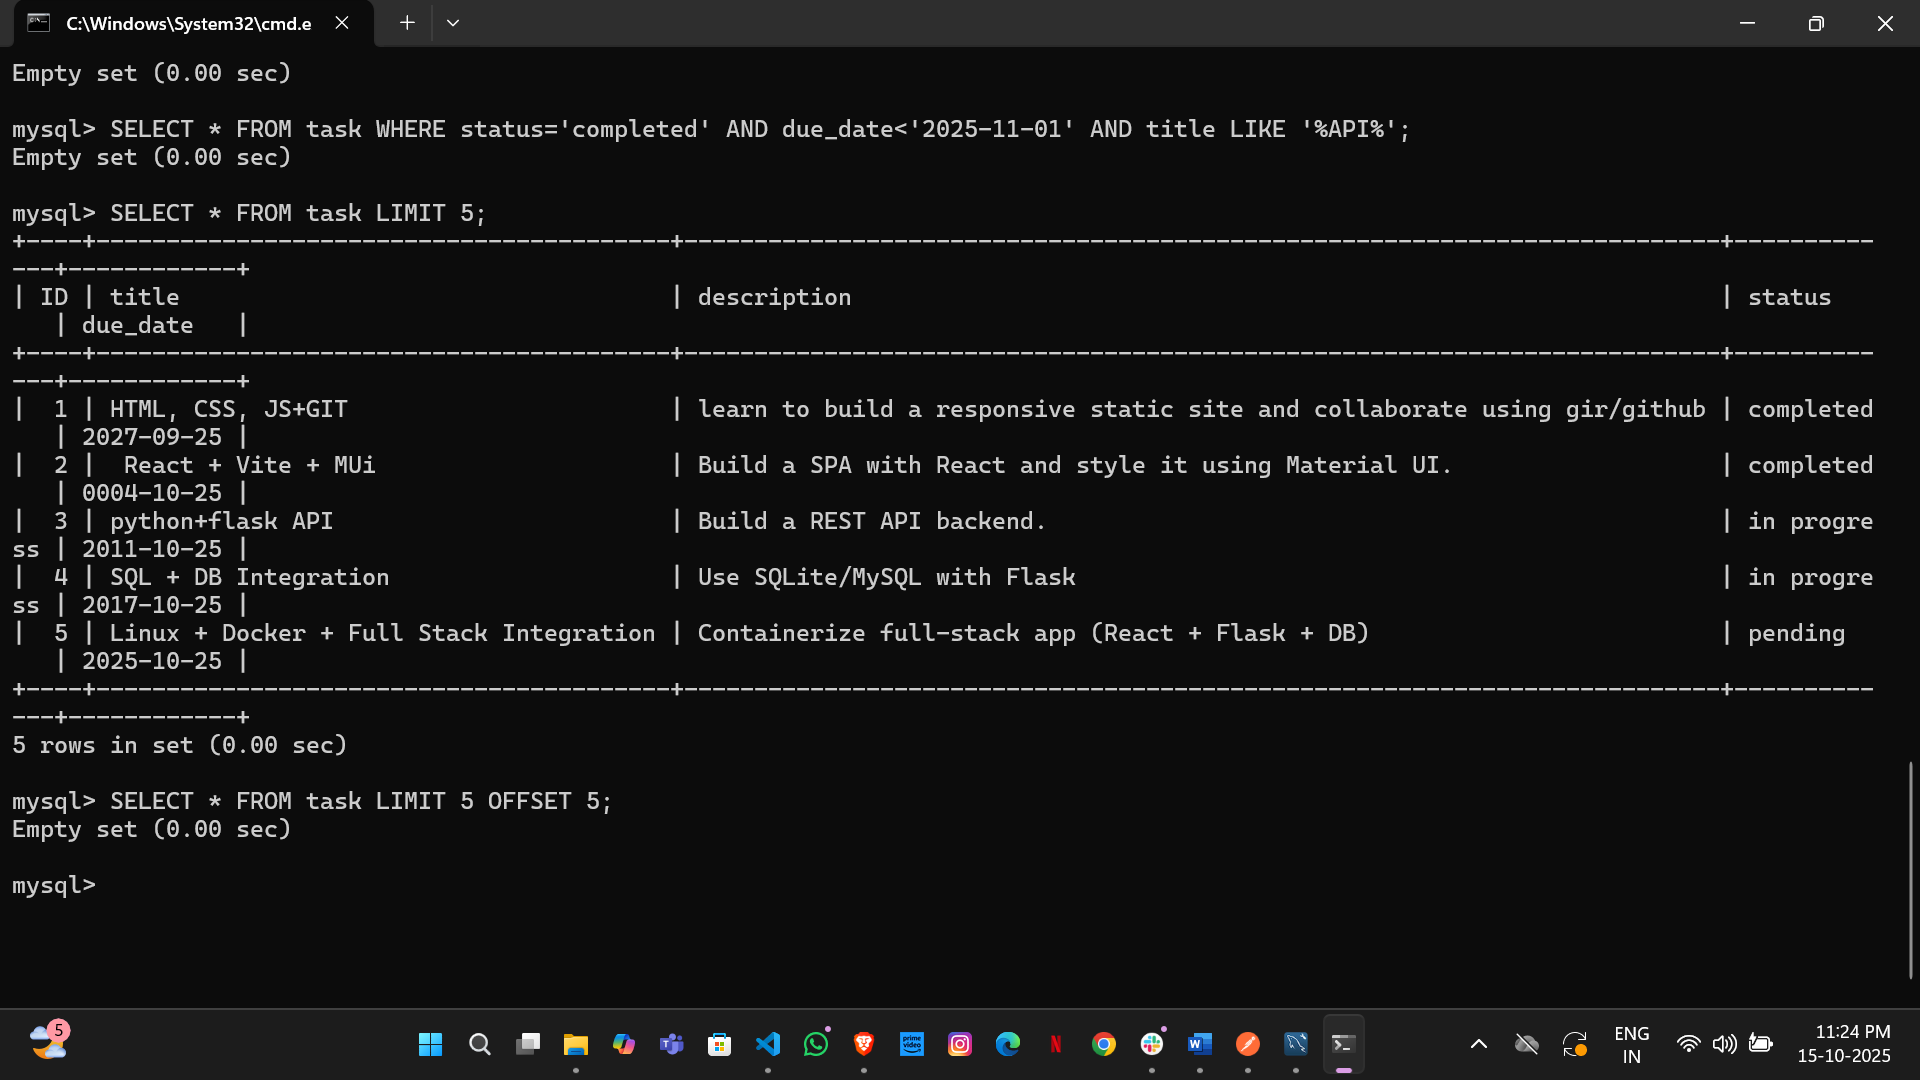 C:\Windows\System32\cmd.e
Empty set (0.00 sec)
mysql> SELECT * FROM task WHERE status='completed' AND due_date<'2025-11-01' AND title LIKE '%API%';
Empty set (0.00 sec)
mysql> SELECT * FROM task LIMIT 5;
+----+-----------------------------------------+--------------------------------------------------------------------------+----------
---+------------+
| ID | title                                   | description                                                              | status
   | due_date   |
+----+-----------------------------------------+--------------------------------------------------------------------------+----------
---+------------+
|  1 | HTML, CSS, JS+GIT                       | learn to build a responsive static site and collaborate using gir/github | completed
   | 2027-09-25 |
|  2 |  React + Vite + MUi                     | Build a SPA with React and style it using Material UI.                   | completed
   | 0004-10-25 |
|  3 | python+flask API                        | Build a REST API backend.                                                | in progre
ss | 2011-10-25 |
|  4 | SQL + DB Integration                    | Use SQLite/MySQL with Flask                                              | in progre
ss | 2017-10-25 |
|  5 | Linux + Docker + Full Stack Integration | Containerize full-stack app (React + Flask + DB)                         | pending
   | 2025-10-25 |
+----+-----------------------------------------+--------------------------------------------------------------------------+----------
---+------------+
5 rows in set (0.00 sec)
mysql> SELECT * FROM task LIMIT 5 OFFSET 5;
Empty set (0.00 sec)
mysql>
5
prime video
ENG
IN
11:24 PM
15-10-2025